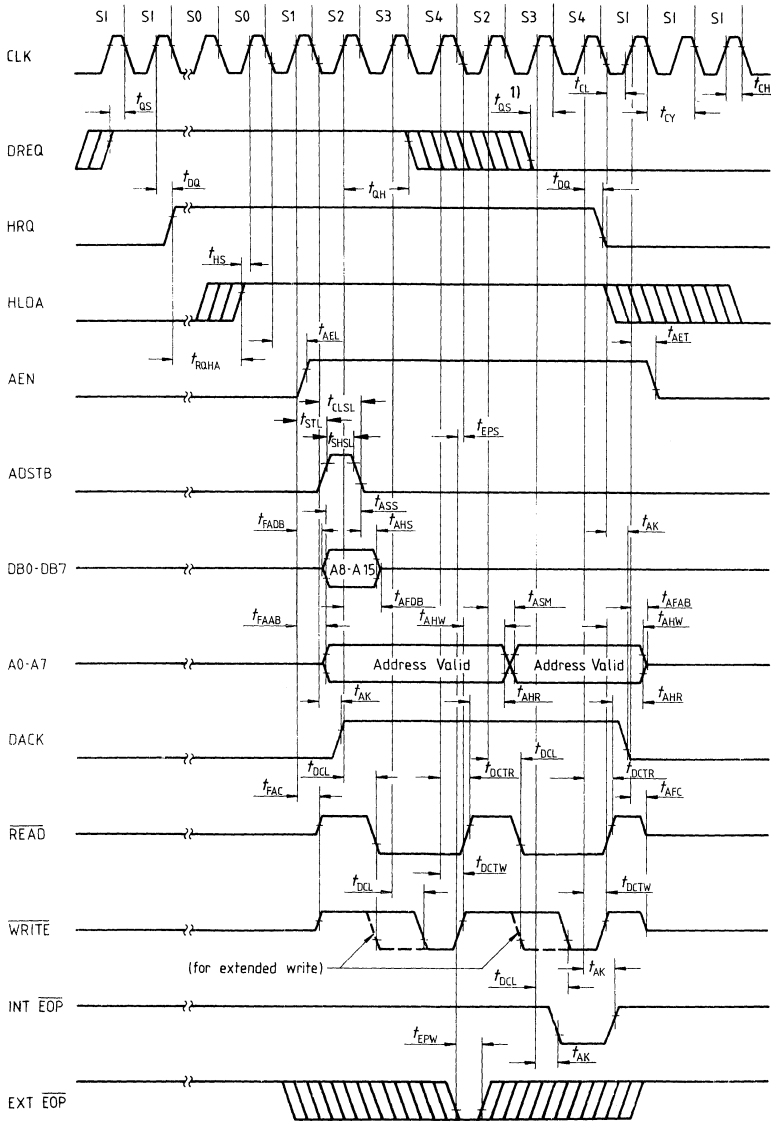 SI SI S0 S0 S1 S2 S3 S4 S2 S3 S4 SI SI SI
CLK
tQS tQS 1) tCL tCY tCH
DREQ
tDQ tQH tDQ
HRQ
tHS
HLDA
tRQHA tAEL tAET
AEN
tCLSL
tSTL tSHSL tEPS
ADSTB
tASS
tFADB tAHS tAK
DB0-DB7 A8-A15
tAFDB tASM tAFAB
tFAAB tAHW tAHW
A0-A7 Address Valid Address Valid
tAK tAHR tAHR
DACK
tDCL tDCTR tDCL tDCTR
tFAC tAFC
READ
tDCTW
tDCL tDCTW
WRITE
(for extended write) tAK
tDCL
INT EOP
tEPW tAK
EXT EOP